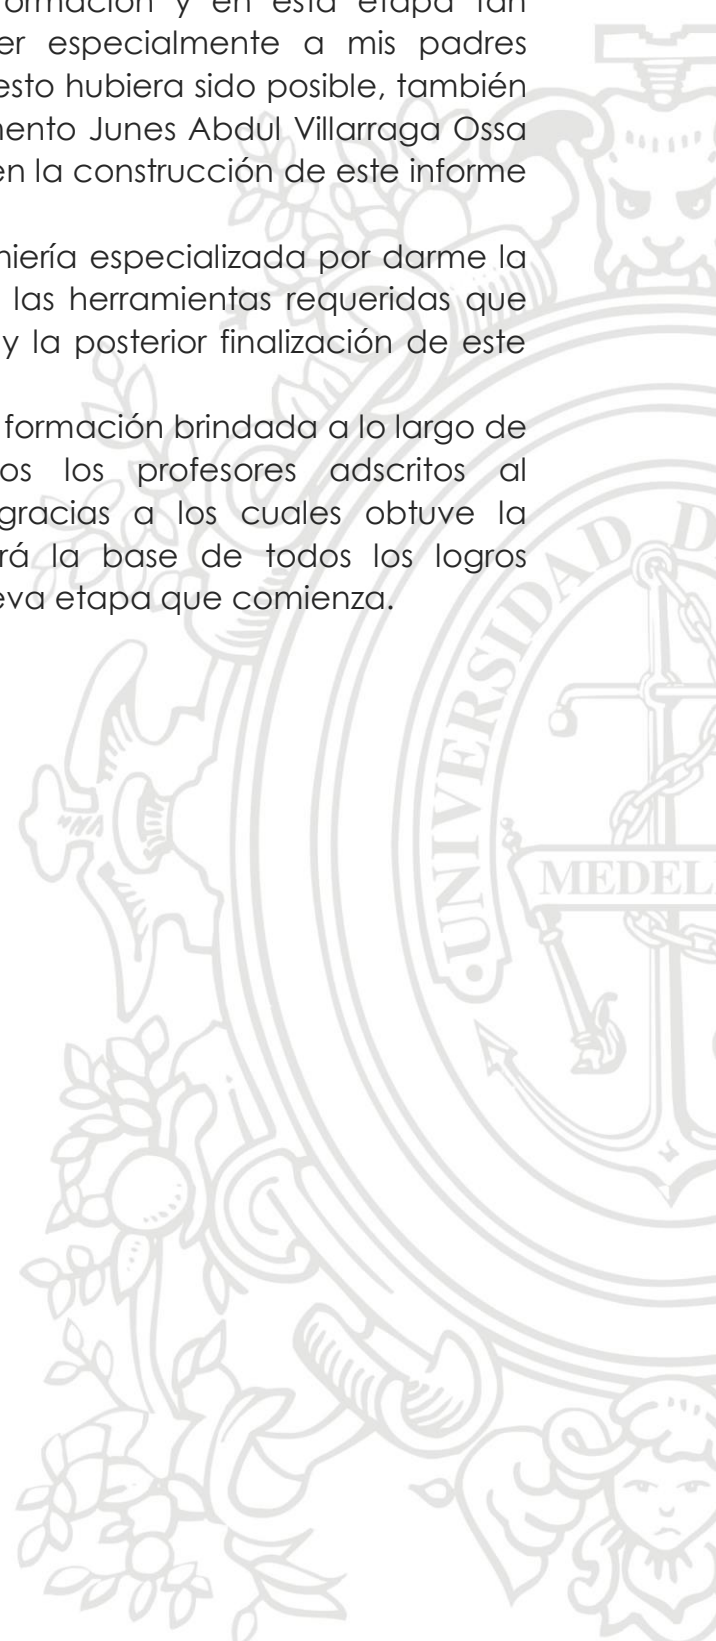 ormación y en esta etapa tan
er especialmente a mis padres
esto hubiera sido posible, también
ento Junes Abdul Villarraga Ossa
en la construcción de este informe
niería especializada por darme la
las herramientas requeridas que
y la posterior finalización de este
formación brindada a lo largo de
os los profesores adscritos al
gracias a los cuales obtuve la
rá la base de todos los logros
eva etapa que comienza.
UNIVERSIDAD D
MEDEL